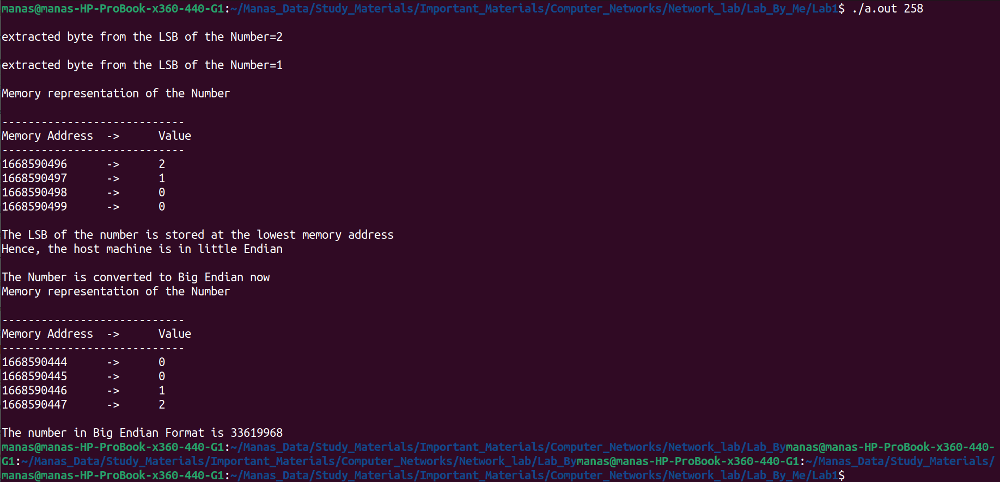 manas@manas-HP-ProBook-x360-440-G1:~/Manas_Data/Study_Materials/Important_Materials/Computer_Networks/Network_lab/Lab_By_Me/Lab1$ ./a.out 258
extracted byte from the LSB of the Number=2
extracted byte from the LSB of the Number=1
Memory representation of the Number
----------------------------
Memory Address  ->      Value
----------------------------
1668590496      ->      2
1668590497      ->      1
1668590498      ->      0
1668590499      ->      0
The LSB of the number is stored at the lowest memory address
Hence, the host machine is in little Endian
The Number is converted to Big Endian now
Memory representation of the Number
----------------------------
Memory Address  ->      Value
----------------------------
1668590444      ->      0
1668590445      ->      0
1668590446      ->      1
1668590447      ->      2
The number in Big Endian Format is 33619968
manas@manas-HP-ProBook-x360-440-G1:~/Manas_Data/Study_Materials/Important_Materials/Computer_Networks/Network_lab/Lab_Bymanas@manas-HP-ProBook-x360-440-
G1:~/Manas_Data/Study_Materials/Important_Materials/Computer_Networks/Network_lab/Lab_Bymanas@manas-HP-ProBook-x360-440-G1:~/Manas_Data/Study_Materials/
manas@manas-HP-ProBook-x360-440-G1:~/Manas_Data/Study_Materials/Important_Materials/Computer_Networks/Network_lab/Lab_By_Me/Lab1$